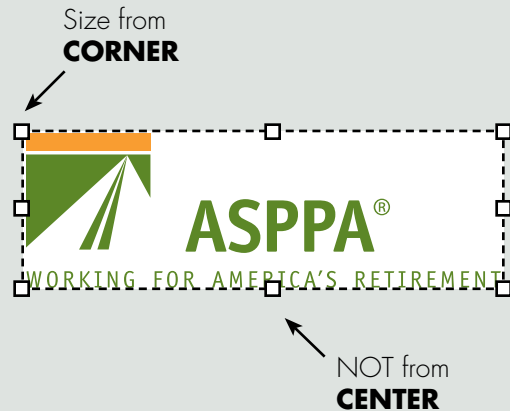 Size from
CORNER
ASPPA®
WORKING FOR AMERICA'S RETIREMENT
NOT from
CENTER